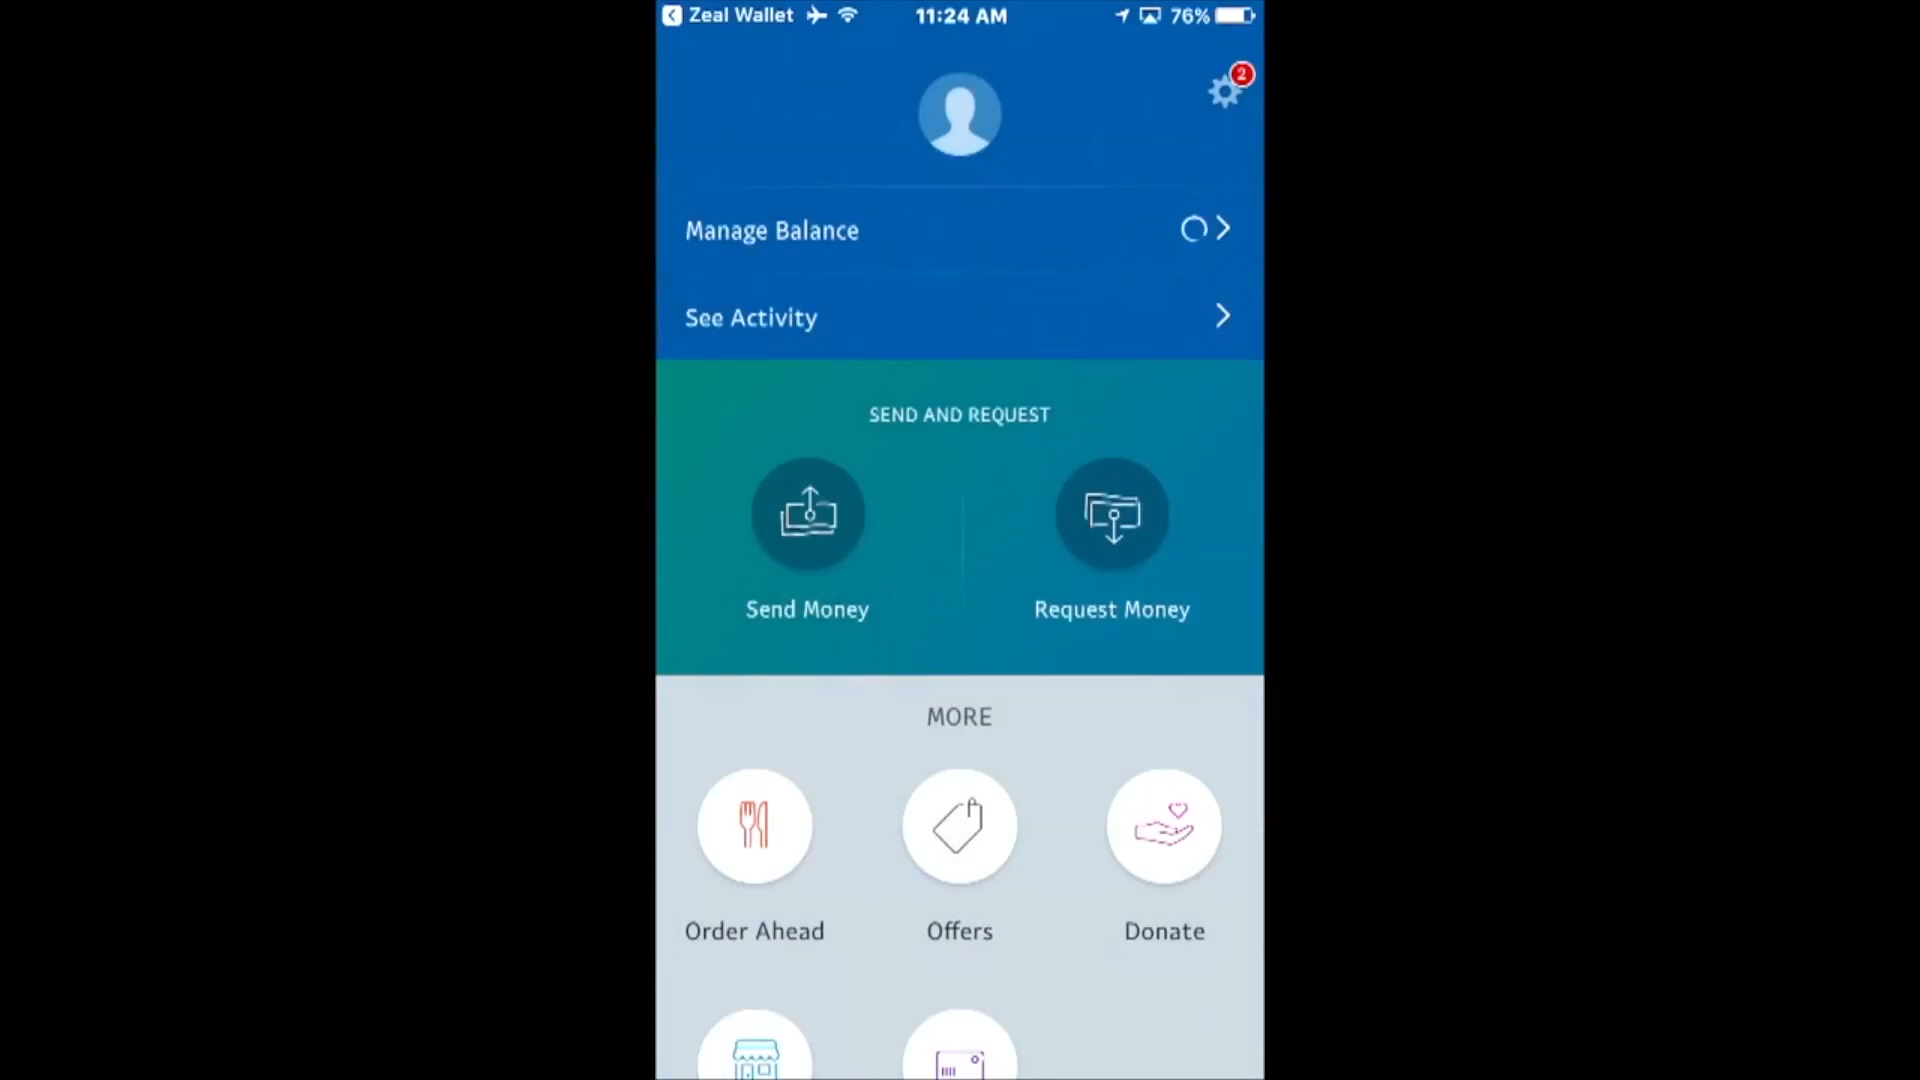 Zeal Wallet 11:24 AM 76%
2
Manage Balance
See Activity
SEND AND REQUEST
Send Money Request Money
MORE
Order Ahead Offers Donate